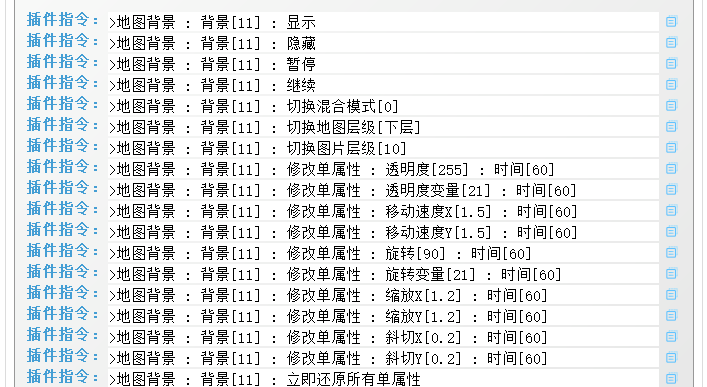 插件指令：>地图背景 : 背景[11] : 显示
插件指令：>地图背景 : 背景[11] : 隐藏
插件指令：>地图背景 : 背景[11] : 暂停
插件指令：>地图背景 : 背景[11] : 继续
插件指令：>地图背景 : 背景[11] : 切换混合模式[0]
插件指令：>地图背景 : 背景[11] : 切换地图层级[下层]
插件指令：>地图背景 : 背景[11] : 切换图片层级[10]
插件指令：>地图背景 : 背景[11] : 修改单属性 : 透明度[255] : 时间[60]
插件指令：>地图背景 : 背景[11] : 修改单属性 : 透明度变量[21] : 时间[60]
插件指令：>地图背景 : 背景[11] : 修改单属性 : 移动速度X[1.5] : 时间[60]
插件指令：>地图背景 : 背景[11] : 修改单属性 : 移动速度Y[1.5] : 时间[60]
插件指令：>地图背景 : 背景[11] : 修改单属性 : 旋转[90] : 时间[60]
插件指令：>地图背景 : 背景[11] : 修改单属性 : 旋转变量[21] : 时间[60]
插件指令：>地图背景 : 背景[11] : 修改单属性 : 缩放X[1.2] : 时间[60]
插件指令：>地图背景 : 背景[11] : 修改单属性 : 缩放Y[1.2] : 时间[60]
插件指令：>地图背景 : 背景[11] : 修改单属性 : 斜切X[0.2] : 时间[60]
插件指令：>地图背景 : 背景[11] : 修改单属性 : 斜切Y[0.2] : 时间[60]
插件指令：>地图背景 : 背景[11] : 立即还原所有单属性